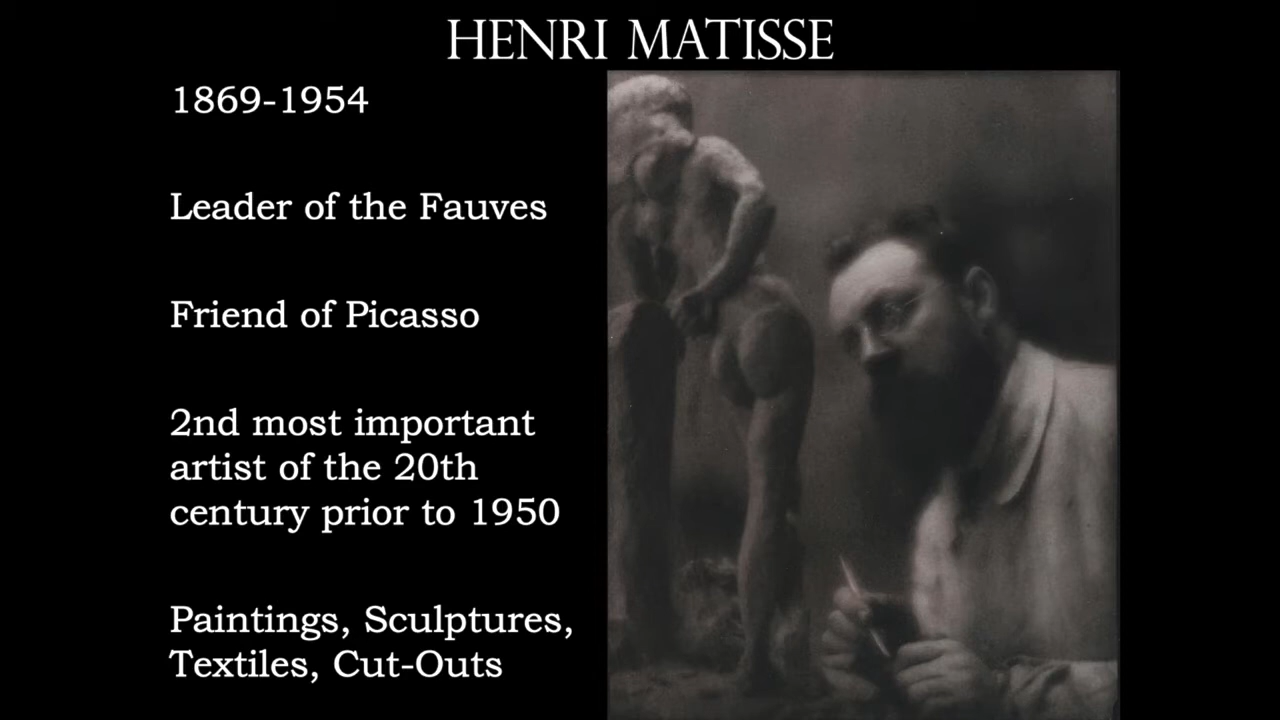 HENRI MATISSE
1869-1954
Leader of the Fauves
Friend of Picasso
2nd most important
artist of the 20th
century prior to 1950
Paintings, Sculptures,
Textiles, Cut-Outs